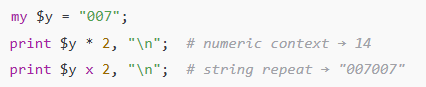 my $y = "007";
print $y * 2, "\n";  # numeric context → 14
print $y x 2, "\n";  # string repeat → "007007"